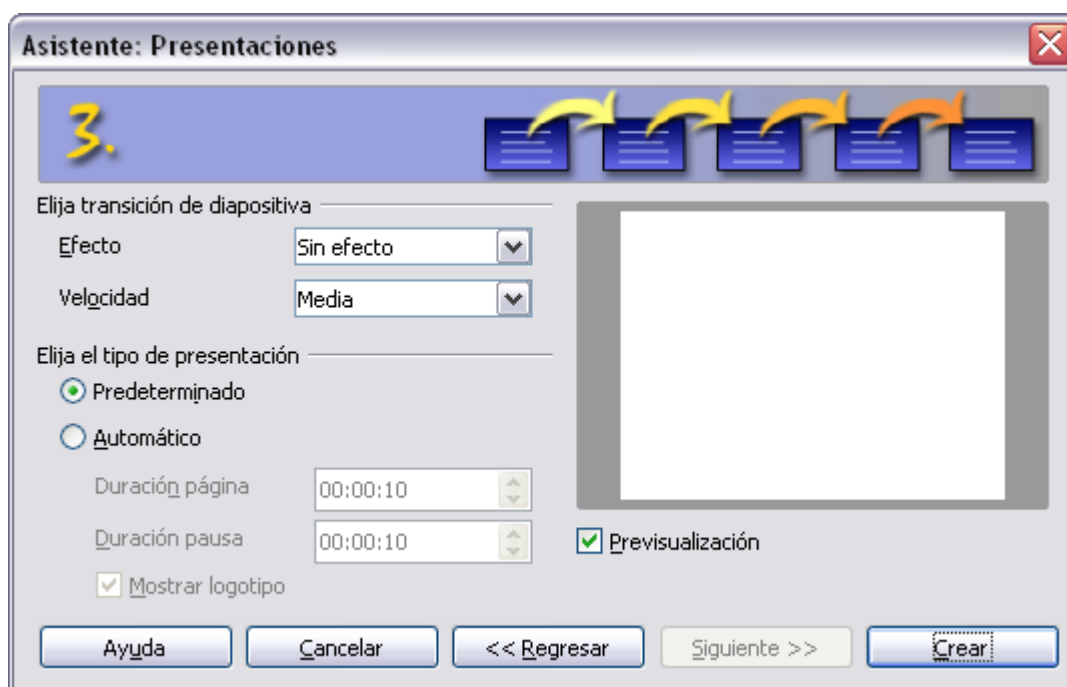 Asistente: Presentaciones
3.
Elija transición de diapositiva
Efecto Sin efecto
Velocidad Media
Elija el tipo de presentación
Predeterminado
Automático
Duración página 00:00:10
Duración pausa 00:00:10
Previsualización
Mostrar logotipo
Ayuda Cancelar << Regresar Siguiente >> Crear